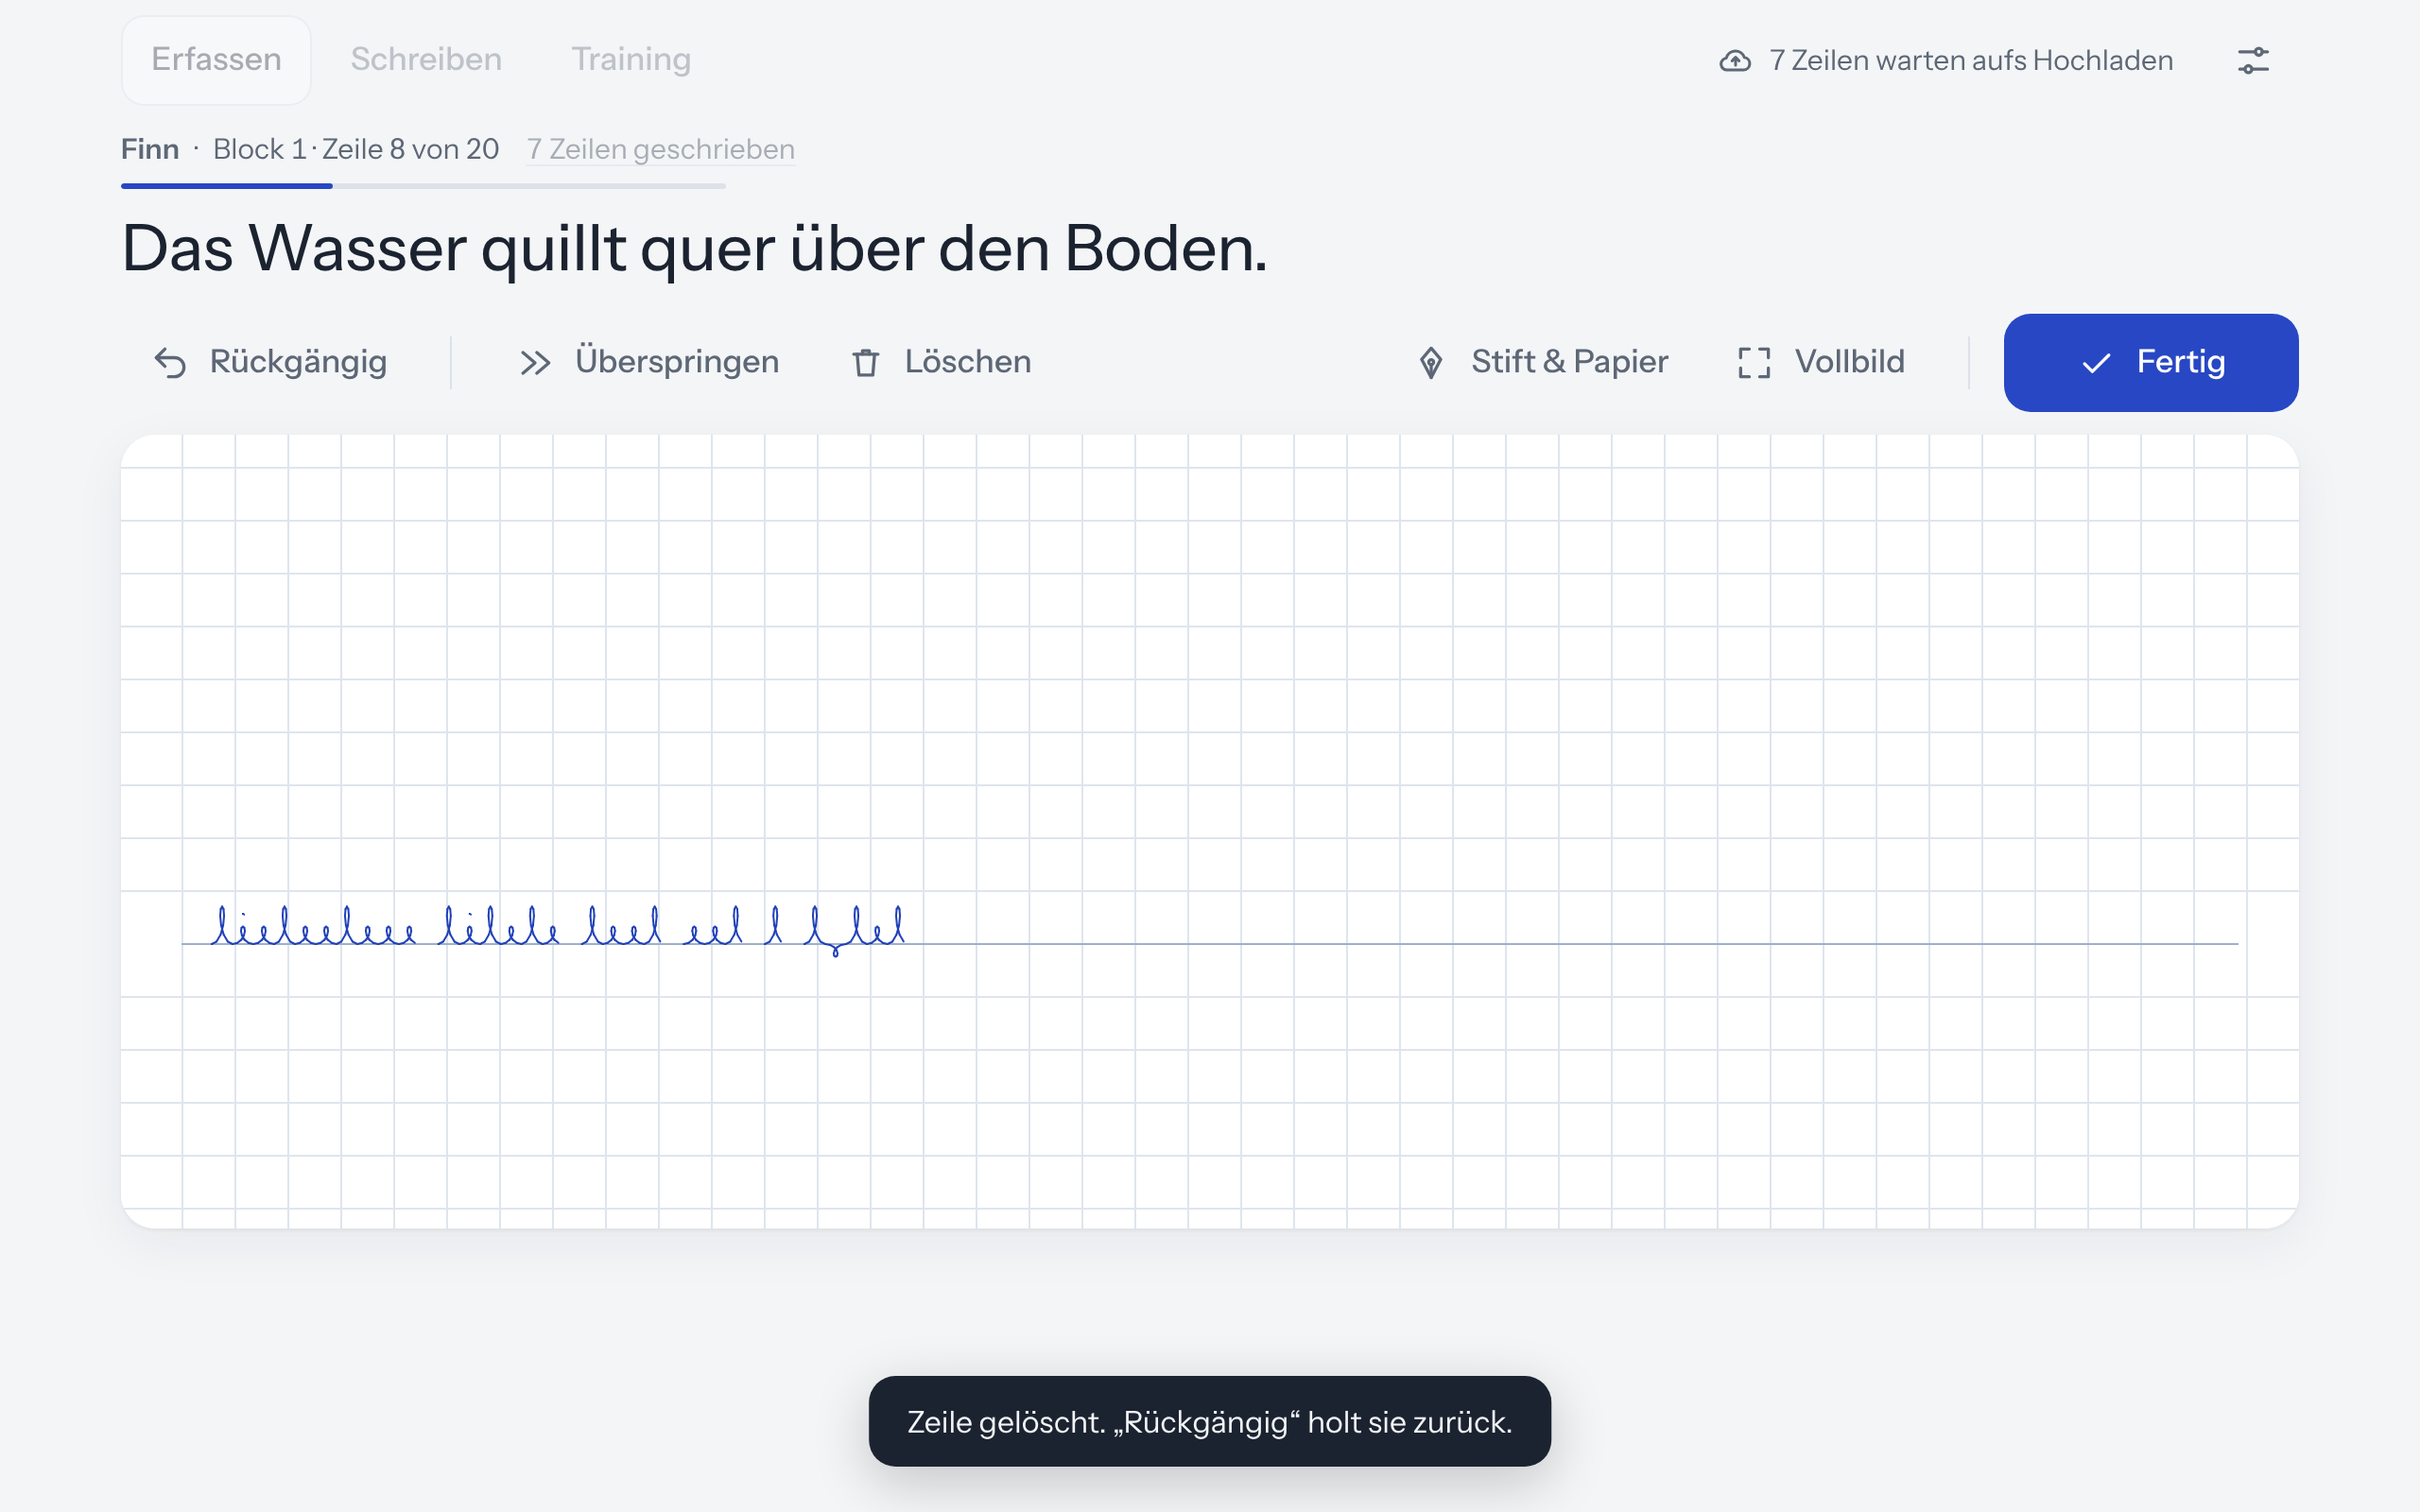 Erfassen Schreiben Training 7 Zeilen warten aufs Hochladen
Finn · Block 1 · Zeile 8 von 20 7 Zeilen geschrieben
Das Wasser quillt quer über den Boden.
Rückgängig Überspringen Löschen Stift & Papier Vollbild Fertig
Zeile gelöscht. „Rückgängig“ holt sie zurück.